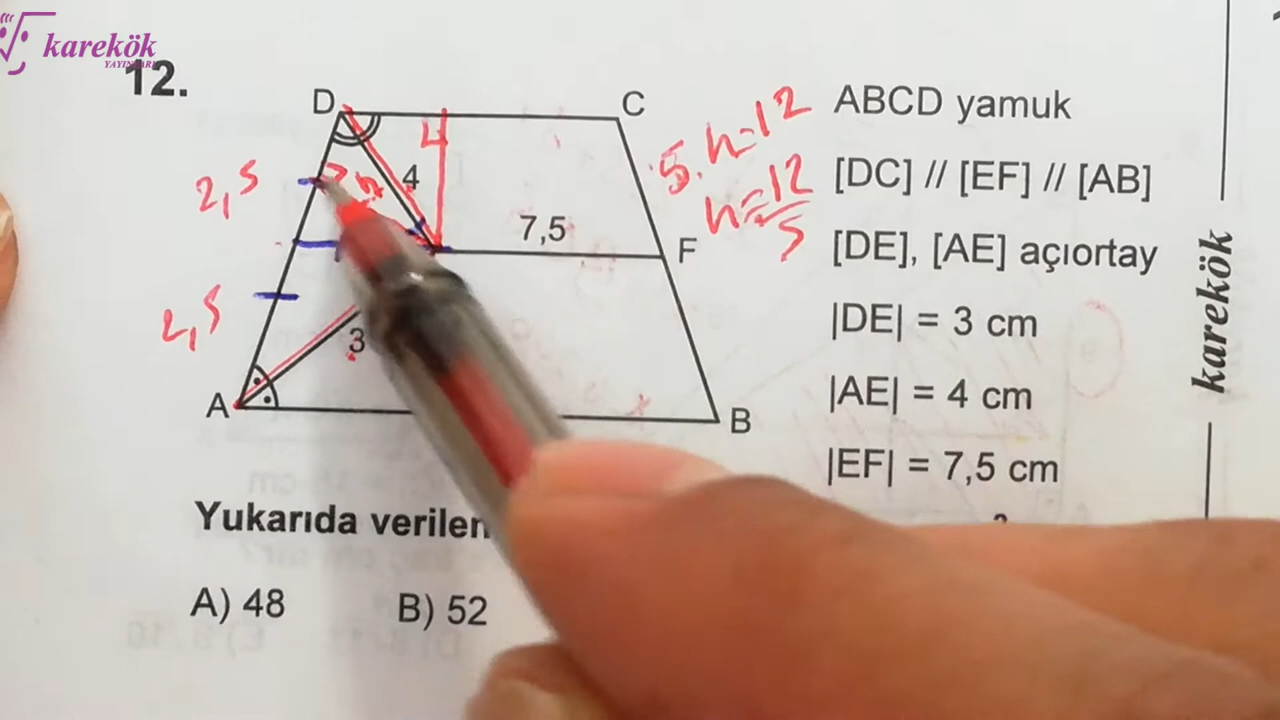 karekök
YAYINLARI
12.
D
C
ABCD yamuk
[DC] // [EF] // [AB]
[DE], [AE] açıortay
|DE| = 3 cm
|AE| = 4 cm
|EF| = 7,5 cm
4
7,5
F
3
A
B
2,5
2,5
5.h=12
h=12
5
karekök
Yukarıda verilen
A) 48 B) 52